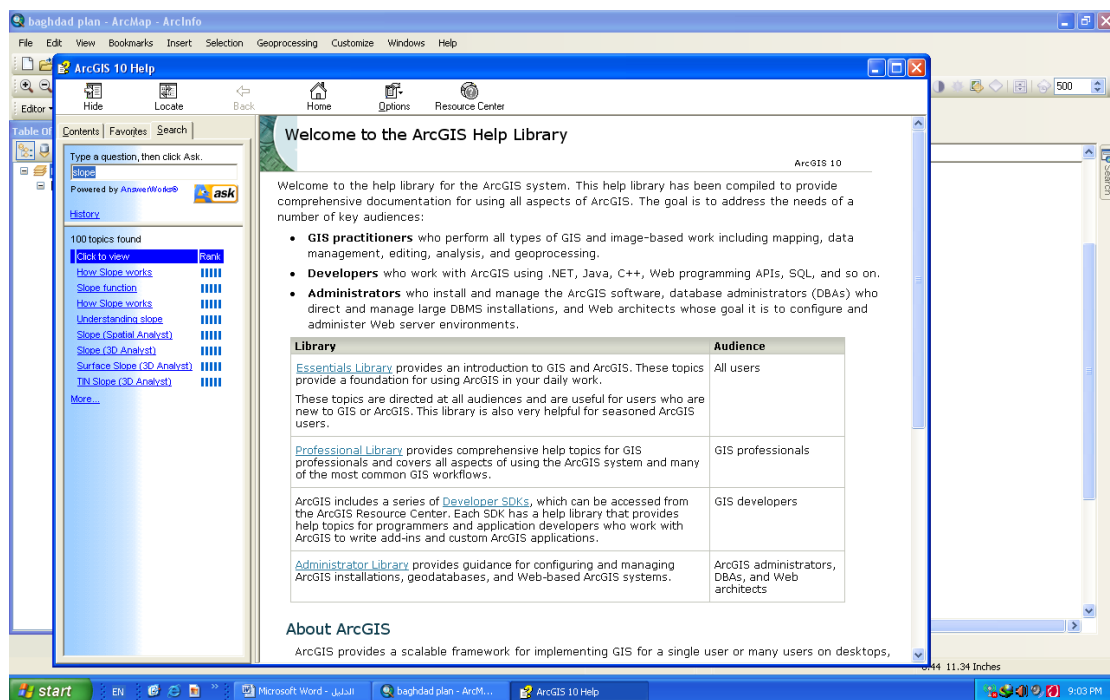 baghdad plan - ArcMap - ArcInfo
File Edit View Bookmarks Insert Selection Geoprocessing Customize Windows Help
ArcGIS 10 Help
Hide Locate Back Home Options Resource Center
500
Editor
Table Of
Search
Contents Favorites Search
Type a question, then click Ask.
slope
Powered by AnswerWorks®
ask
History
100 topics found
Click to view Rank
How Slope works
Slope function
How Slope works
Understanding slope
Slope (Spatial Analyst)
Slope (3D Analyst)
Surface Slope (3D Analyst)
TIN Slope (3D Analyst)
More...
Welcome to the ArcGIS Help Library
ArcGIS 10
Welcome to the help library for the ArcGIS system. This help library has been compiled to provide
comprehensive documentation for using all aspects of ArcGIS. The goal is to address the needs of a
number of key audiences:
• GIS practitioners who perform all types of GIS and image-based work including mapping, data
management, editing, analysis, and geoprocessing.
• Developers who work with ArcGIS using .NET, Java, C++, Web programming APIs, SQL, and so on.
• Administrators who install and manage the ArcGIS software, database administrators (DBAs) who
direct and manage large DBMS installations, and Web architects whose goal it is to configure and
administer Web server environments.
Library Audience
Essentials Library provides an introduction to GIS and ArcGIS. These topics All users
provide a foundation for using ArcGIS in your daily work.
These topics are directed at all audiences and are useful for users who are
new to GIS or ArcGIS. This library is also very helpful for seasoned ArcGIS
users.
Professional Library provides comprehensive help topics for GIS GIS professionals
professionals and covers all aspects of using the ArcGIS system and many
of the most common GIS workflows.
ArcGIS includes a series of Developer SDKs, which can be accessed from GIS developers
the ArcGIS Resource Center. Each SDK has a help library that provides
help topics for programmers and application developers who work with
ArcGIS to write add-ins and custom ArcGIS applications.
Administrator Library provides guidance for configuring and managing ArcGIS administrators,
ArcGIS installations, geodatabases, and Web-based ArcGIS systems. DBAs, and Web
architects
About ArcGIS
ArcGIS provides a scalable framework for implementing GIS for a single user or many users on desktops,
11.34 Inches
start EN Microsoft Word - الدليل baghdad plan - ArcM... ArcGIS 10 Help 9:03 PM